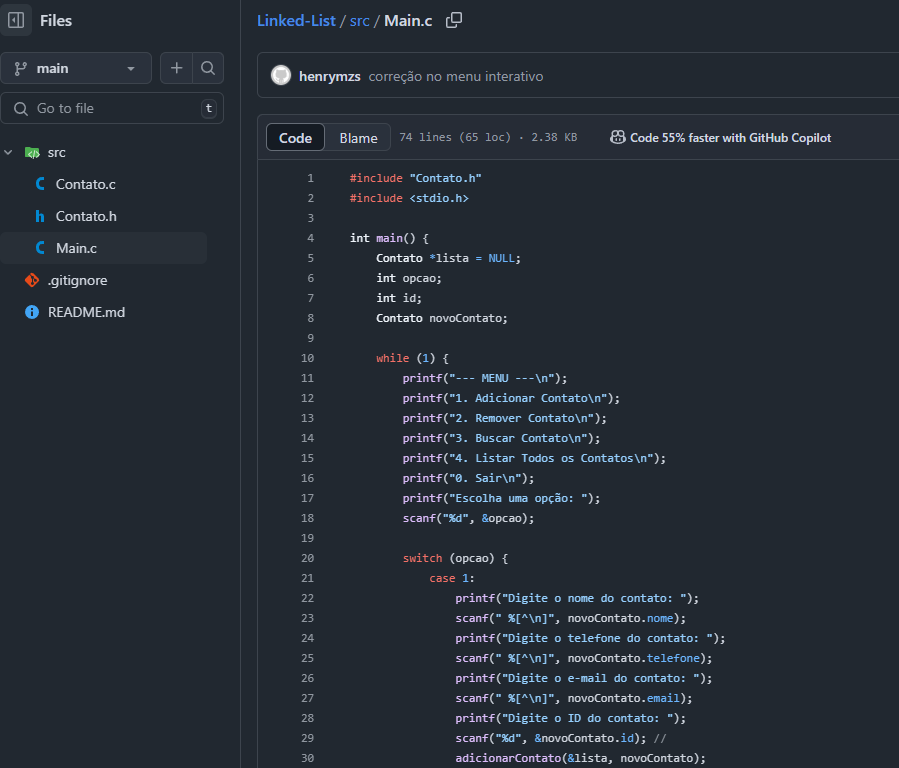 Files
main
Go to file
t
src
Contato.c
Contato.h
Main.c
.gitignore
README.md
Linked-List / src / Main.c
henrymzs correção no menu interativo
Code Blame 74 lines (65 loc) · 2.38 KB Code 55% faster with GitHub Copilot
1 #include "Contato.h"
2 #include <stdio.h>
3
4 int main() {
5 Contato *lista = NULL;
6 int opcao;
7 int id;
8 Contato novoContato;
9
10 while (1) {
11 printf("--- MENU ---\n");
12 printf("1. Adicionar Contato\n");
13 printf("2. Remover Contato\n");
14 printf("3. Buscar Contato\n");
15 printf("4. Listar Todos os Contatos\n");
16 printf("0. Sair\n");
17 printf("Escolha uma opção: ");
18 scanf("%d", &opcao);
19
20 switch (opcao) {
21 case 1:
22 printf("Digite o nome do contato: ");
23 scanf(" %[^\n]", novoContato.nome);
24 printf("Digite o telefone do contato: ");
25 scanf(" %[^\n]", novoContato.telefone);
26 printf("Digite o e-mail do contato: ");
27 scanf(" %[^\n]", novoContato.email);
28 printf("Digite o ID do contato: ");
29 scanf("%d", &novoContato.id); //
30 adicionarContato(&lista, novoContato);